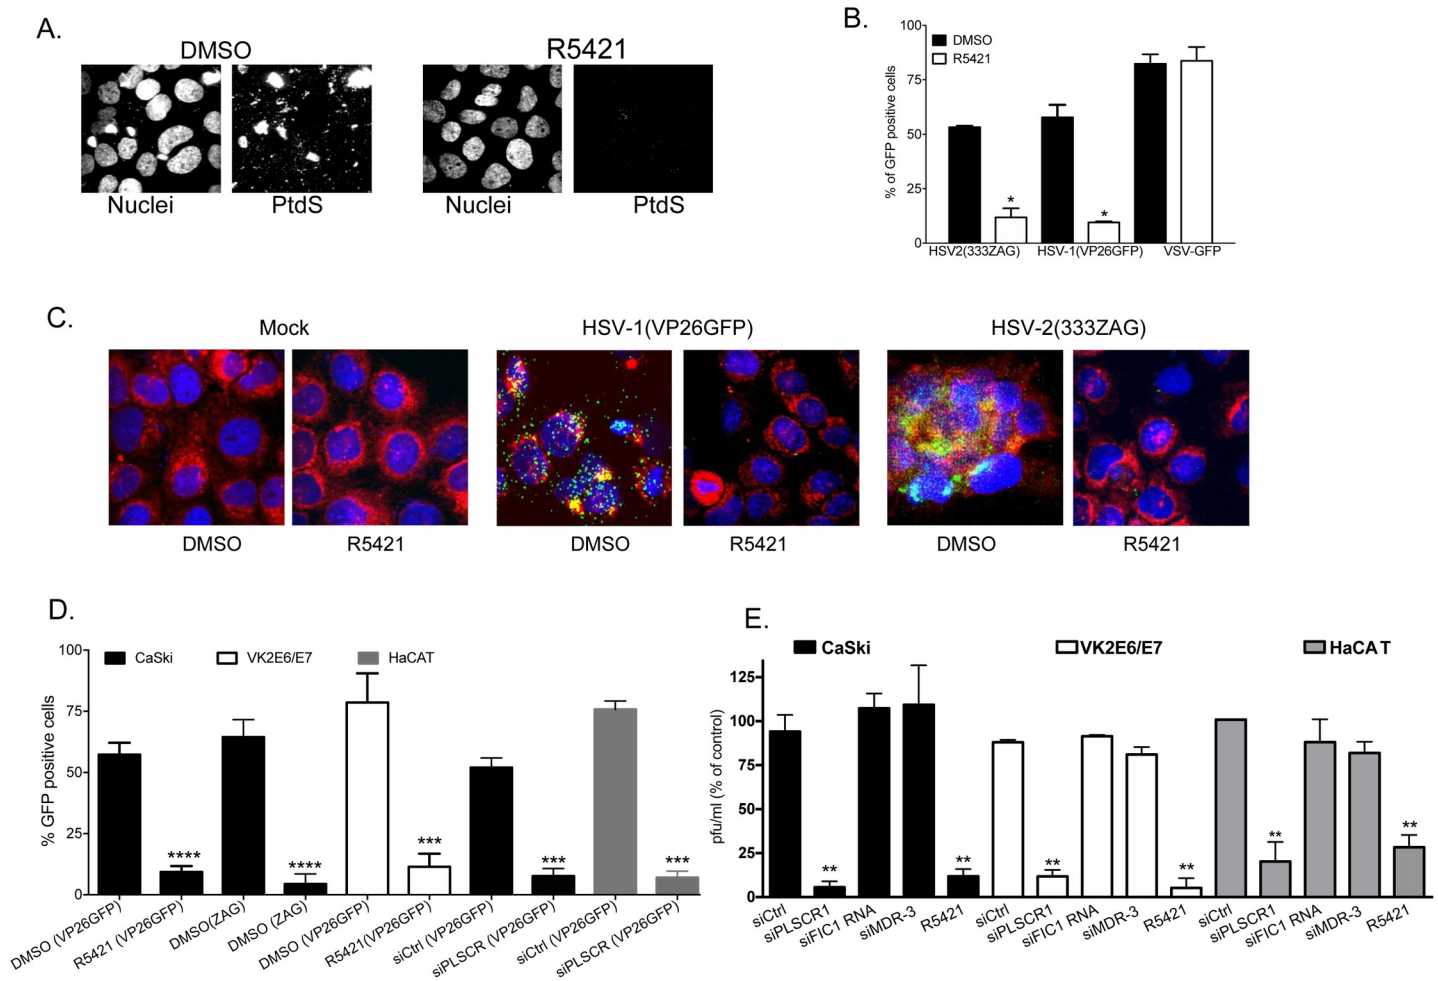 A.
DMSO
R5421
Nuclei
PtdS
Nuclei
PtdS
B.
100
75
50
25
0
% of GFP positive cells
DMSO
R5421
*
*
HSV2(333ZAG)
HSV-1(VP26GFP)
VSV-GFP
C.
Mock
HSV-1(VP26GFP)
HSV-2(333ZAG)
DMSO
R5421
DMSO
R5421
DMSO
R5421
D.
CaSki
VK2E6/E7
HaCAT
100
75
50
25
0
% GFP positive cells
****
****
***
***
***
DMSO (VP26GFP)
R5421 (VP26GFP)
DMSO(ZAG)
DMSO (ZAG)
DMSO (VP26GFP)
R5421(VP26GFP)
siCtrl (VP26GFP)
siPLSCR (VP26GFP)
siCtrl (VP26GFP)
siPLSCR (VP26GFP)
E.
CaSki
VK2E6/E7
HaCAT
125
100
75
50
25
0
pfu/ml (% of control)
**
**
**
**
**
**
siCtrl
siPLSCR1
siFIC1 RNA
siMDR-3
R5421
siCtrl
siPLSCR1
siFIC1 RNA
siMDR-3
R5421
siCtrl
siPLSCR1
siFIC1 RNA
siMDR-3
R5421